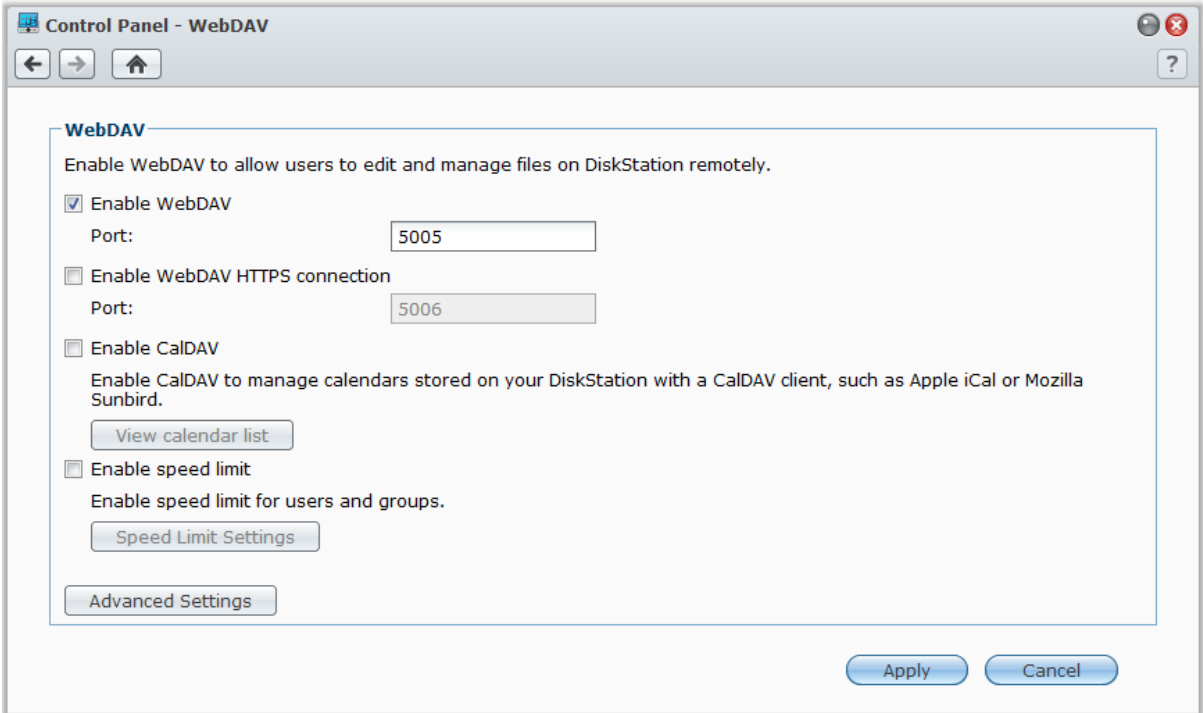 Control Panel - WebDAV
?
WebDAV
Enable WebDAV to allow users to edit and manage files on DiskStation remotely.
Enable WebDAV
Port: 5005
Enable WebDAV HTTPS connection
Port: 5006
Enable CalDAV
Enable CalDAV to manage calendars stored on your DiskStation with a CalDAV client, such as Apple iCal or Mozilla
Sunbird.
View calendar list
Enable speed limit
Enable speed limit for users and groups.
Speed Limit Settings
Advanced Settings
Apply Cancel